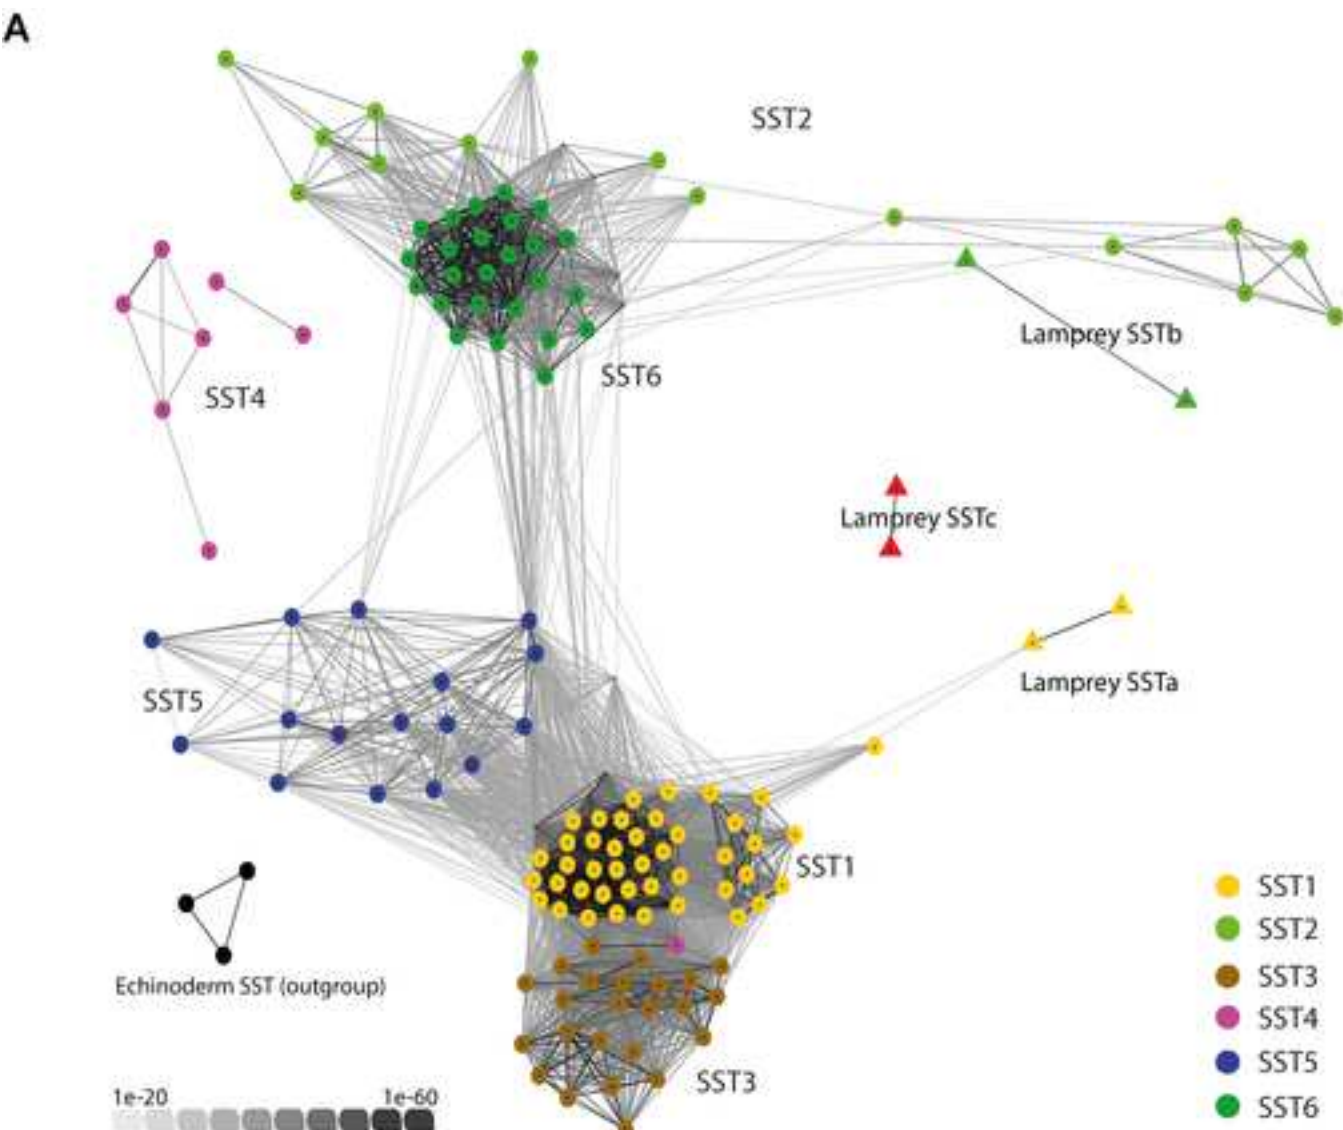 A
SST2
Lamprey SSTb
SST6
SST4
Lamprey SSTc
Lamprey SSTa
SST5
SST1
Echinoderm SST (outgroup)
SST3
1e-20 1e-60
SST1
SST2
SST3
SST4
SST5
SST6